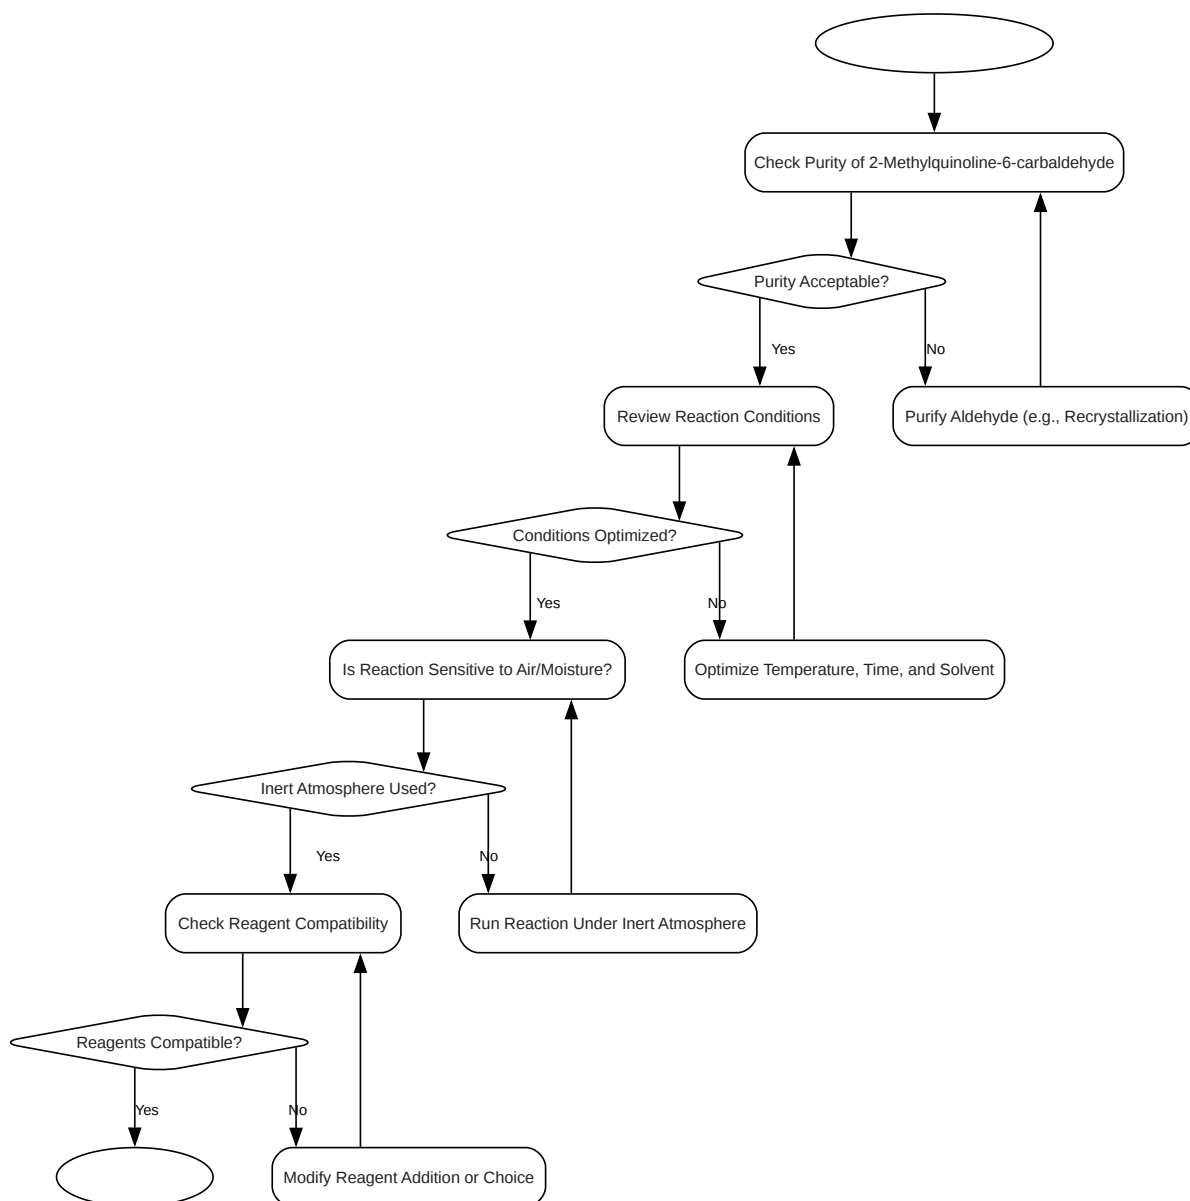 Check Purity of 2-Methylquinoline-6-carbaldehyde
Purity Acceptable?
Yes
No
Review Reaction Conditions
Purify Aldehyde (e.g., Recrystallization)
Conditions Optimized?
Yes
No
Is Reaction Sensitive to Air/Moisture?
Optimize Temperature, Time, and Solvent
Inert Atmosphere Used?
Yes
No
Check Reagent Compatibility
Run Reaction Under Inert Atmosphere
Reagents Compatible?
Yes
No
Modify Reagent Addition or Choice